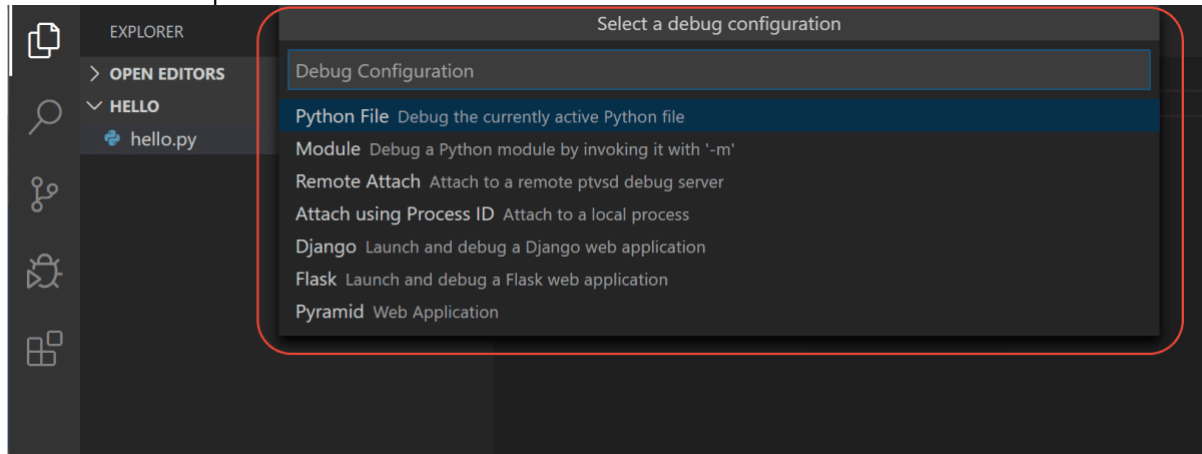 EXPLORER
> OPEN EDITORS
HELLO
hello.py
Select a debug configuration
Debug Configuration
Python File Debug the currently active Python file
Module Debug a Python module by invoking it with '-m'
Remote Attach Attach to a remote ptvsd debug server
Attach using Process ID Attach to a local process
Django Launch and debug a Django web application
Flask Launch and debug a Flask web application
Pyramid Web Application